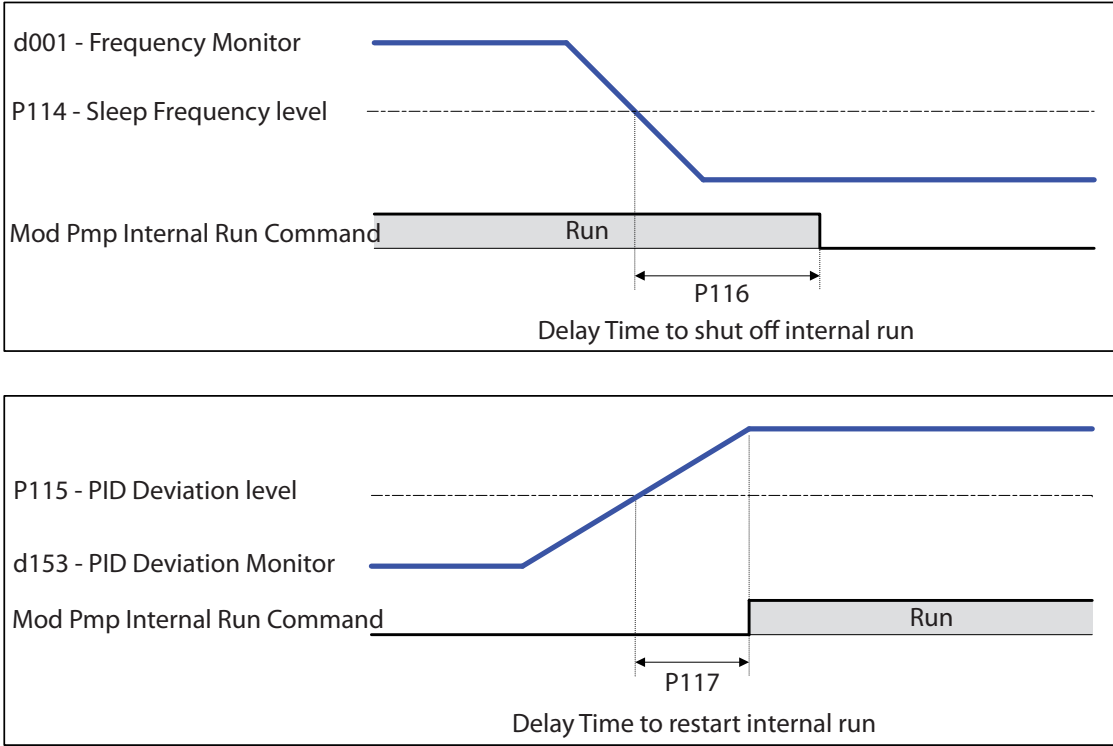 d001 - Frequency Monitor
P114 - Sleep Frequency level
Mod Pmp Internal Run Command
Run
P116
Delay Time to shut off internal run
P115 - PID Deviation level
d153 - PID Deviation Monitor
Mod Pmp Internal Run Command
Run
P117
Delay Time to restart internal run